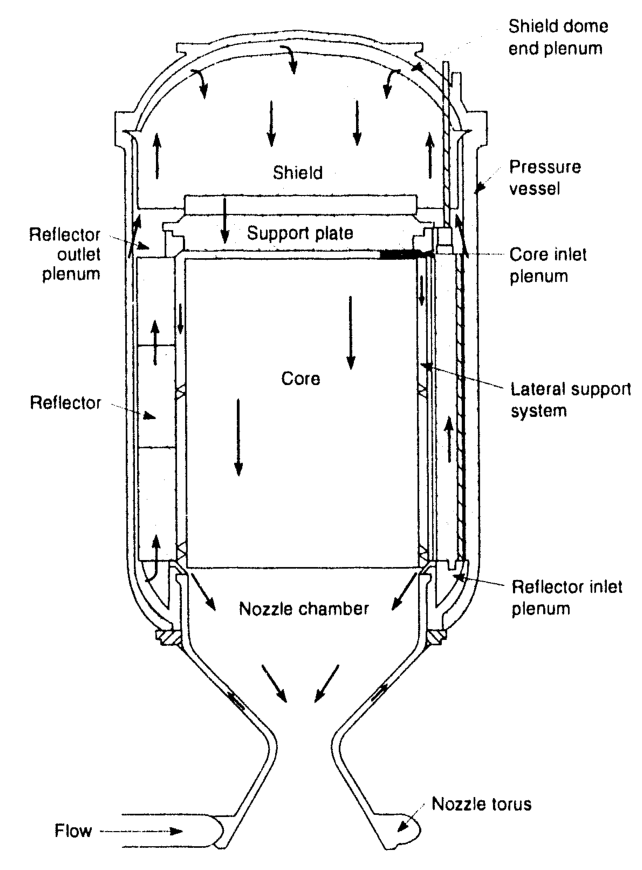 Shield dome
end plenum
Pressure
vessel
Shield
Reflector
outlet
plenum
Support plate
Core inlet
plenum
Core
Lateral support
system
Reflector
Reflector inlet
plenum
Nozzle chamber
Nozzle torus
Flow